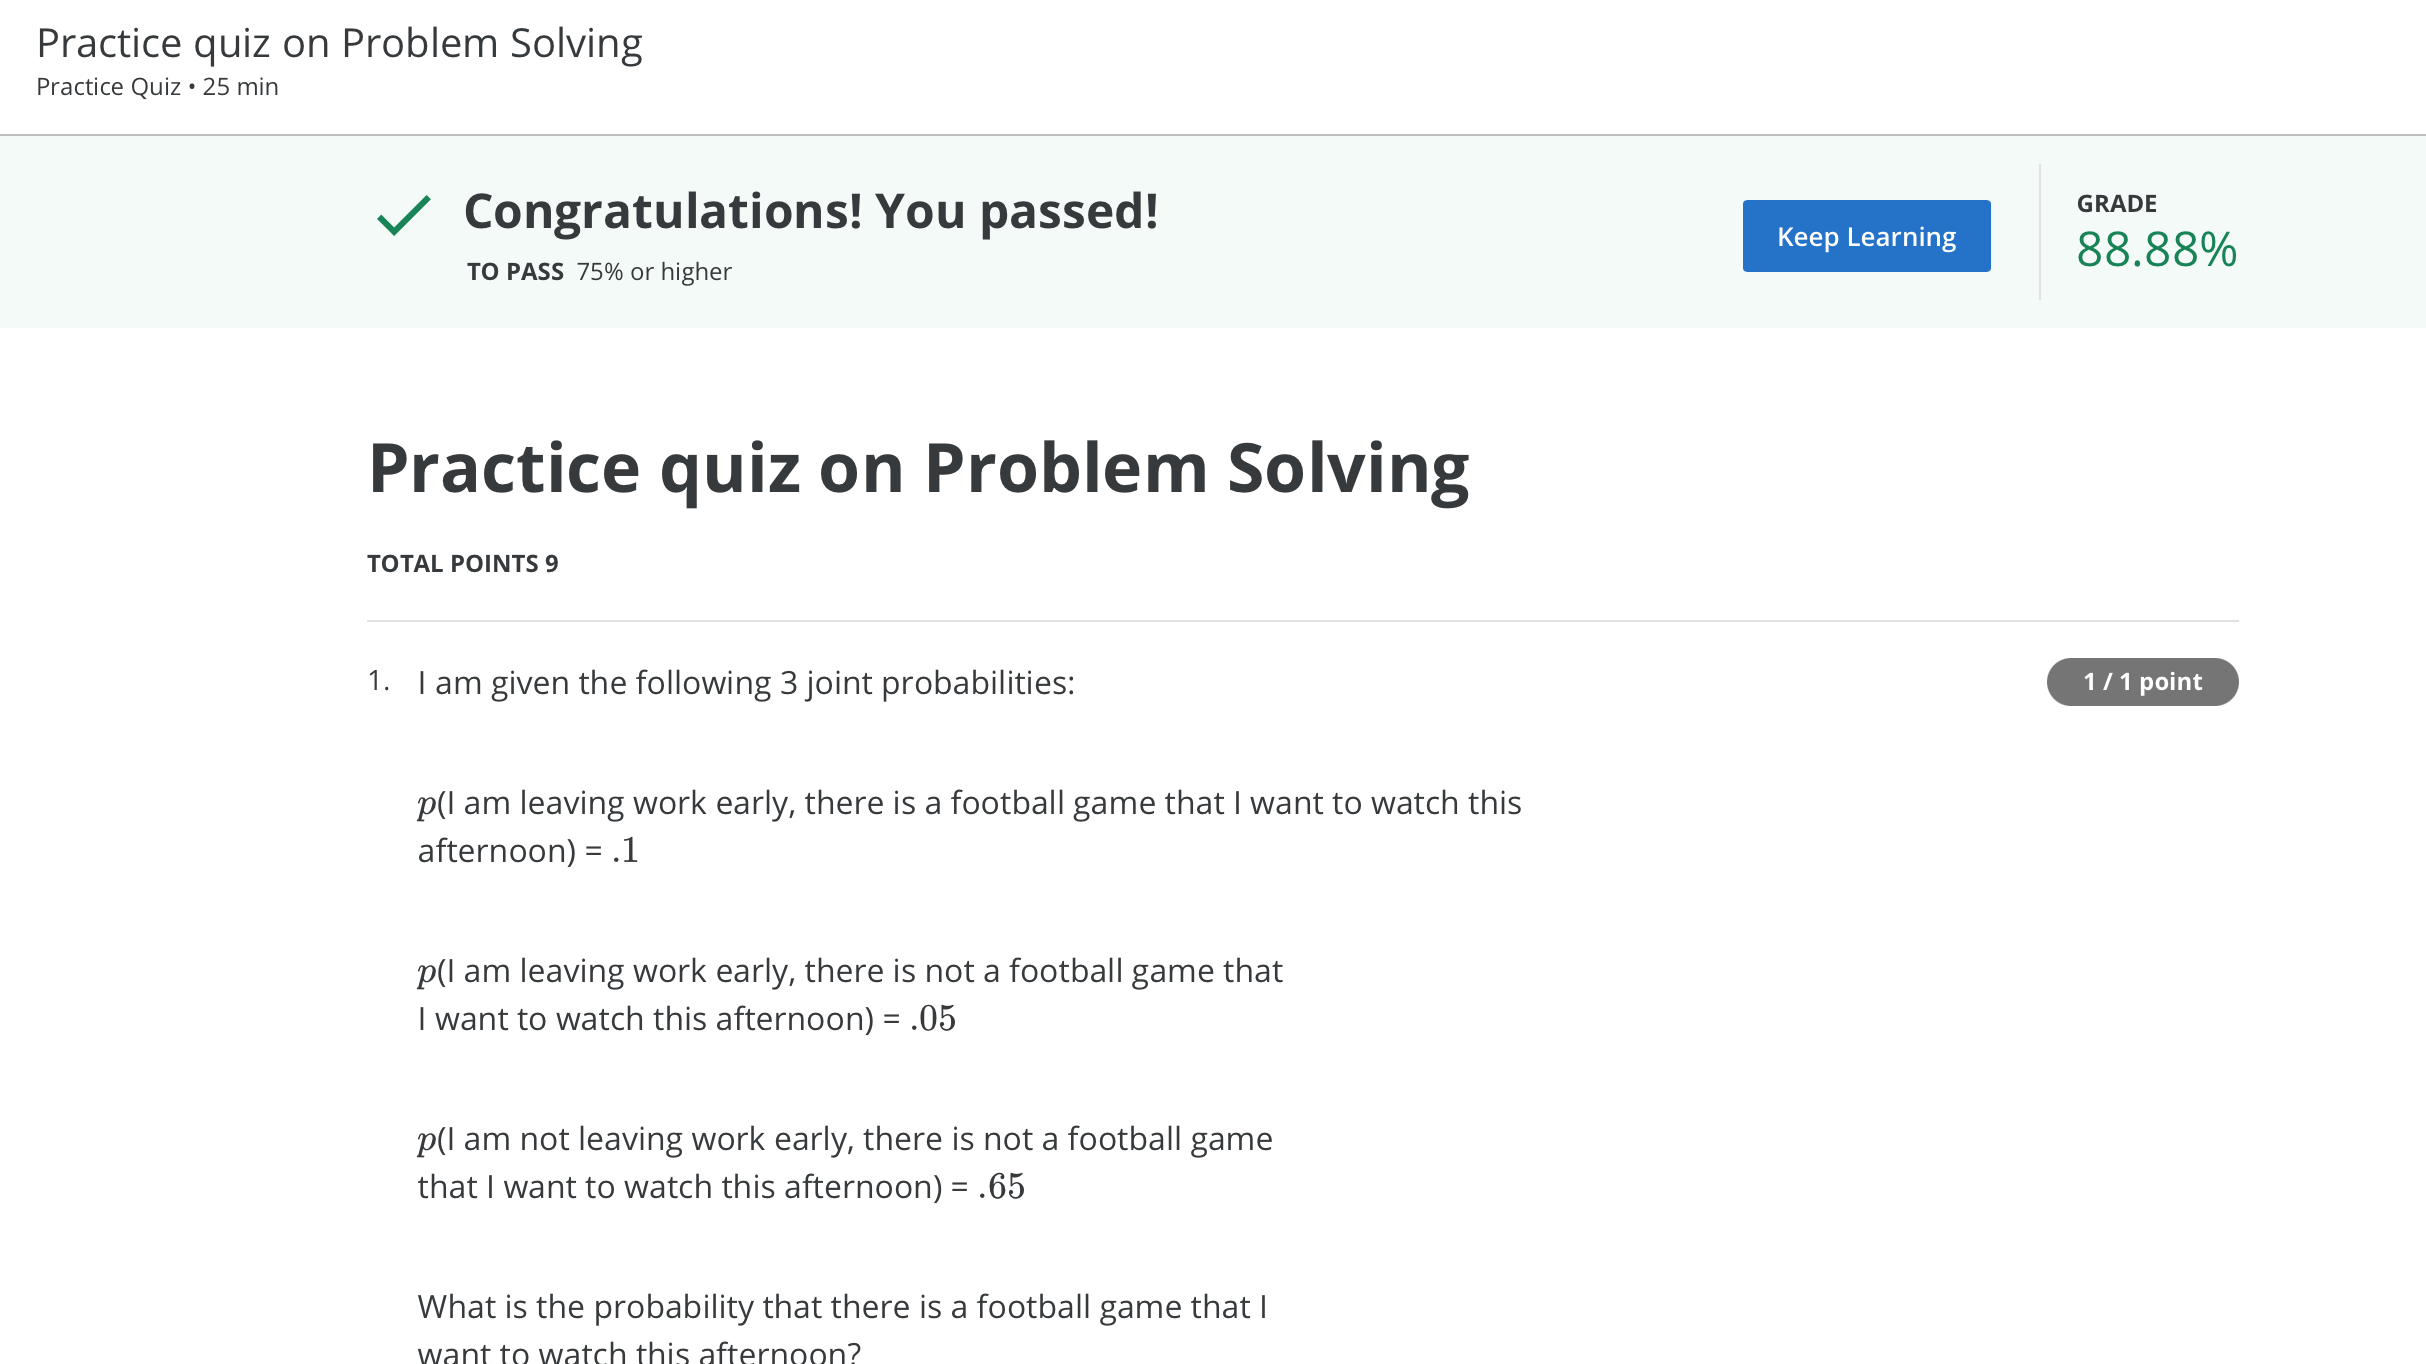 Practice quiz on Problem Solving
Practice Quiz • 25 min
Congratulations! You passed!
TO PASS 75% or higher
Keep Learning
GRADE
88.88%
Practice quiz on Problem Solving
TOTAL POINTS 9
1. I am given the following 3 joint probabilities:
1 / 1 point
p(I am leaving work early, there is a football game that I want to watch this
afternoon) = .1
p(I am leaving work early, there is not a football game that
I want to watch this afternoon) = .05
p(I am not leaving work early, there is not a football game
that I want to watch this afternoon) = .65
What is the probability that there is a football game that I
want to watch this afternoon?